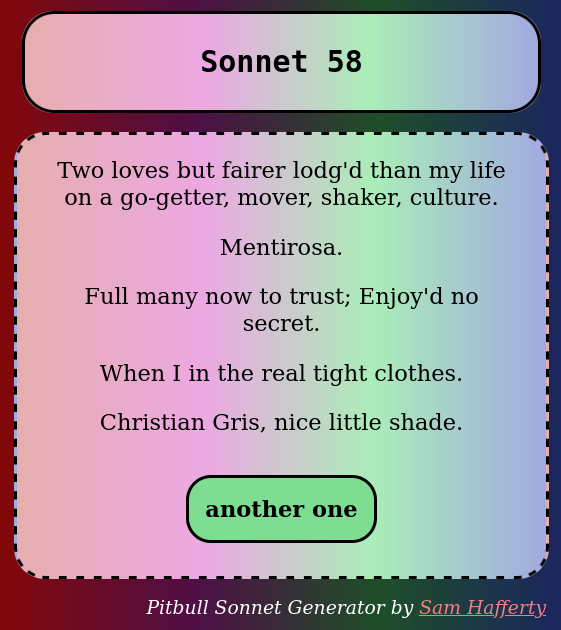 Sonnet 58
Two loves but fairer lodg'd than my life
on a go-getter, mover, shaker, culture.
Mentirosa.
Full many now to trust; Enjoy'd no
secret.
When I in the real tight clothes.
Christian Gris, nice little shade.
another one
Pitbull Sonnet Generator by Sam Hafferty